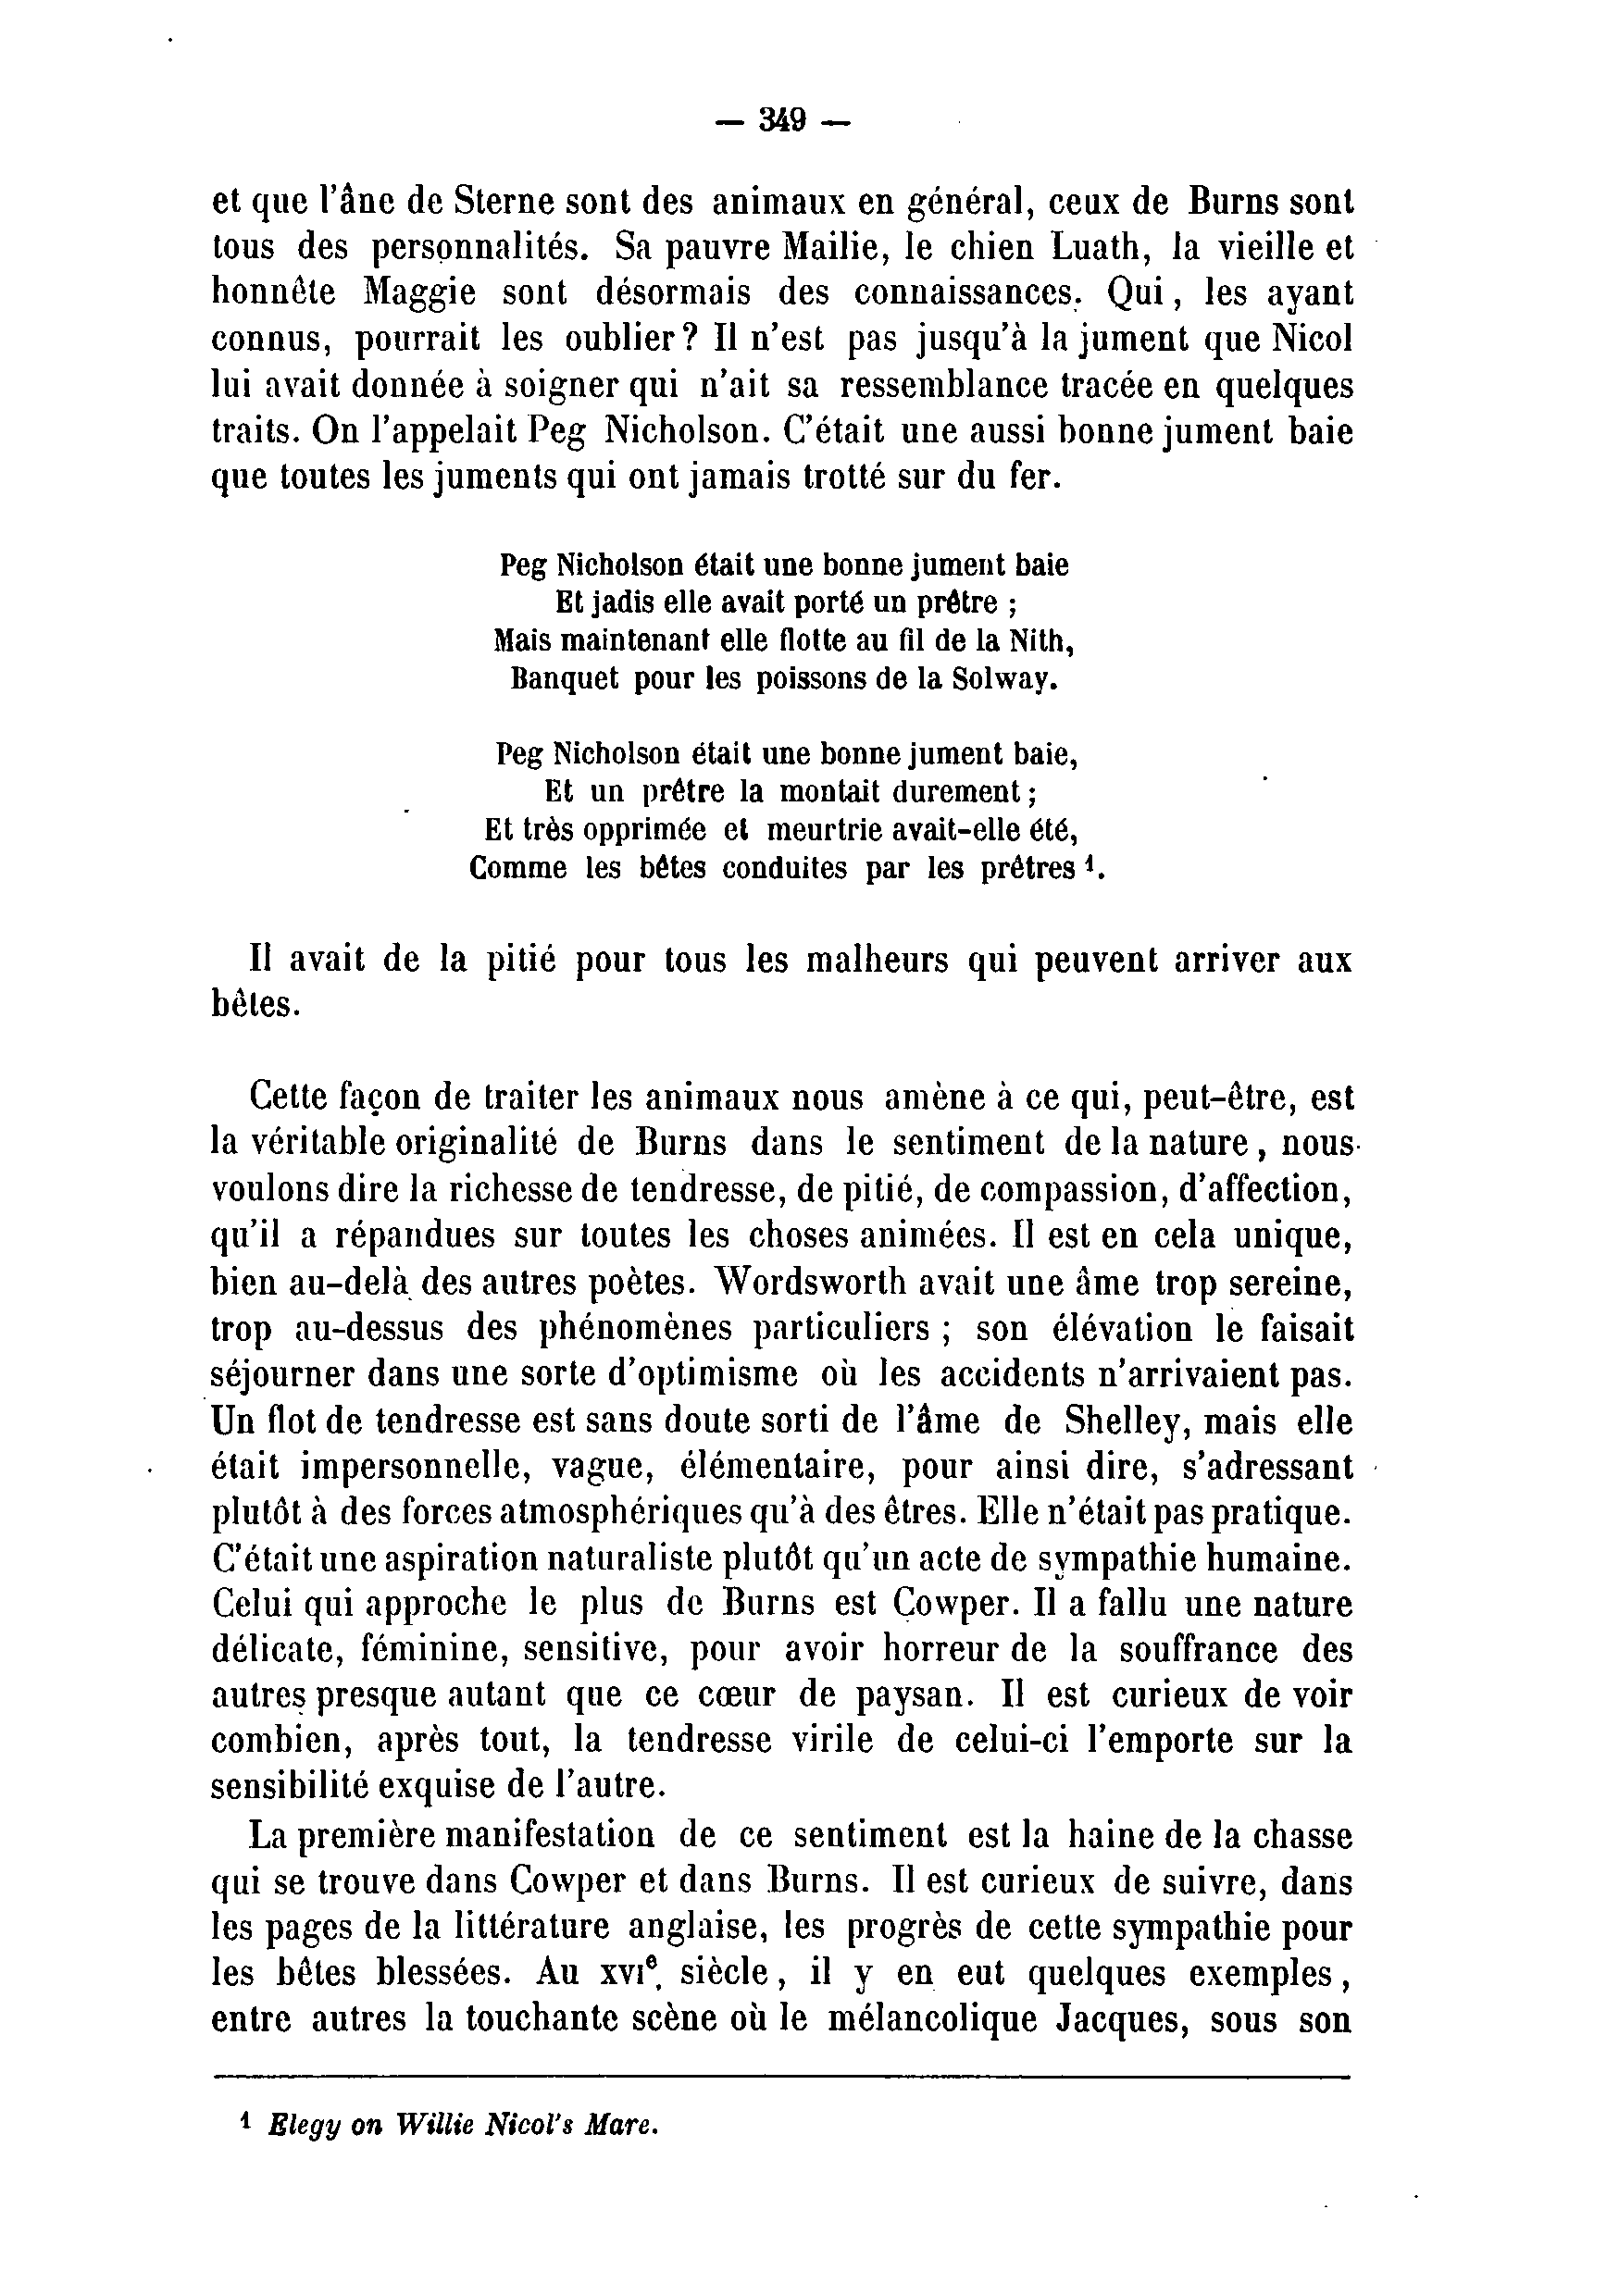 — 349 —
et que l'âne de Sterne sont des animaux en général, ceux de Burns sont
tous des personnalités. Sa pauvre Mailie, le chien Luath, la vieille et
honnête Maggie sont désormais des connaissances. Qui, les ayant
connus, pourrait les oublier? Il n'est pas jusqu'à la jument que Nicol
lui avait donnée à soigner qui n'ait sa ressemblance tracée en quelques
traits. On l'appelait Peg Nicholson. C'était une aussi bonne jument baie
que toutes les juments qui ont jamais trotté sur du fer.
Peg Nicholson était une bonne jument baie
Et jadis elle avait porté un prêtre ;
Mais maintenant elle flotte au fil de la Nith,
Banquet pour les poissons de la Solway.
Peg Nicholson était une bonne jument baie,
Et un prêtre la montait durement ;
Et très opprimée et meurtrie avait-elle été,
Comme les bêtes conduites par les prêtres ¹.
Il avait de la pitié pour tous les malheurs qui peuvent arriver aux
bêtes.
Cette façon de traiter les animaux nous amène à ce qui, peut-être, est
la véritable originalité de Burns dans le sentiment de la nature, nous
voulons dire la richesse de tendresse, de pitié, de compassion, d'affection,
qu'il a répandues sur toutes les choses animées. Il est en cela unique,
bien au-delà des autres poètes. Wordsworth avait une âme trop sereine,
trop au-dessus des phénomènes particuliers ; son élévation le faisait
séjourner dans une sorte d'optimisme où les accidents n'arrivaient pas.
Un flot de tendresse est sans doute sorti de l'âme de Shelley, mais elle
était impersonnelle, vague, élémentaire, pour ainsi dire, s'adressant
plutôt à des forces atmosphériques qu'à des êtres. Elle n'était pas pratique.
C'était une aspiration naturaliste plutôt qu'un acte de sympathie humaine.
Celui qui approche le plus de Burns est Cowper. Il a fallu une nature
délicate, féminine, sensitive, pour avoir horreur de la souffrance des
autres presque autant que ce cœur de paysan. Il est curieux de voir
combien, après tout, la tendresse virile de celui-ci l'emporte sur la
sensibilité exquise de l'autre.
La première manifestation de ce sentiment est la haine de la chasse
qui se trouve dans Cowper et dans Burns. Il est curieux de suivre, dans
les pages de la littérature anglaise, les progrès de cette sympathie pour
les bêtes blessées. Au XVIᵉ siècle, il y en eut quelques exemples,
entre autres la touchante scène où le mélancolique Jacques, sous son
¹ Elegy on Willie Nicol's Mare.